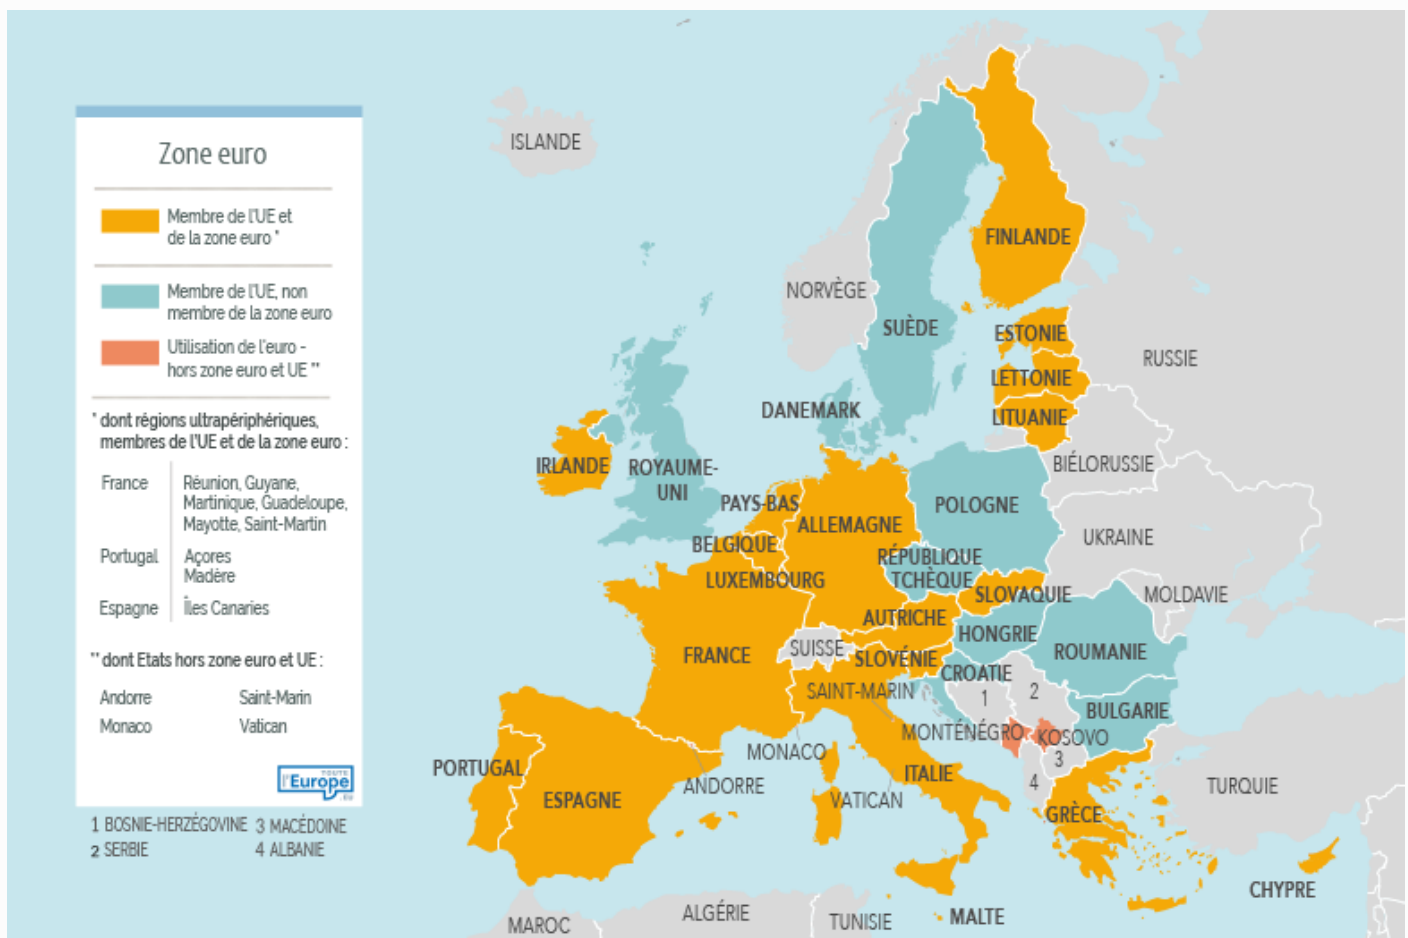 Zone euro
Membre de l'UE et
de la zone euro *
Membre de l'UE, non
membre de la zone euro
Utilisation de l'euro -
hors zone euro et UE **
* dont régions ultrapériphériques,
membres de l'UE et de la zone euro :
France
Réunion, Guyane,
Martinique, Guadeloupe,
Mayotte, Saint-Martin
Portugal
Açores
Madère
Espagne
Îles Canaries
** dont Etats hors zone euro et UE :
Andorre
Saint-Marin
Monaco
Vatican
TOUTE
l'Europe
.eu
1 BOSNIE-HERZÉGOVINE
3 MACÉDOINE
2 SERBIE
4 ALBANIE
ISLANDE
FINLANDE
NORVÈGE
SUÈDE
ESTONIE
RUSSIE
LETTONIE
DANEMARK
LITUANIE
IRLANDE
ROYAUME-
UNI
BIÉLORUSSIE
PAYS-BAS
POLOGNE
ALLEMAGNE
UKRAINE
BELGIQUE
RÉPUBLIQUE
TCHÈQUE
LUXEMBOURG
SLOVAQUIE
MOLDAVIE
AUTRICHE
HONGRIE
SUISSE
FRANCE
SLOVÉNIE
ROUMANIE
CROATIE
SAINT-MARIN
1
2
BULGARIE
MONTÉNÉGRO
KOSOVO
MONACO
3
PORTUGAL
ITALIE
ANDORRE
4
TURQUIE
ESPAGNE
VATICAN
GRÈCE
CHYPRE
ALGÉRIE
MALTE
TUNISIE
MAROC